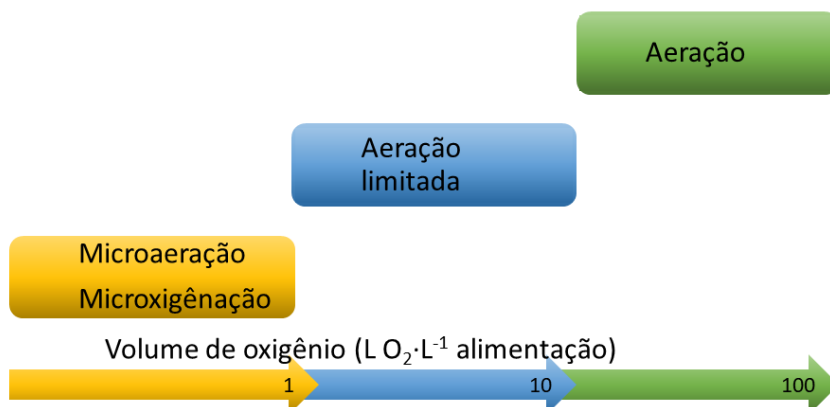 Aeração
Aeração
limitada
Microaeração
Microxigênação
Volume de oxigênio (L O₂·L⁻¹ alimentação)
1 10 100